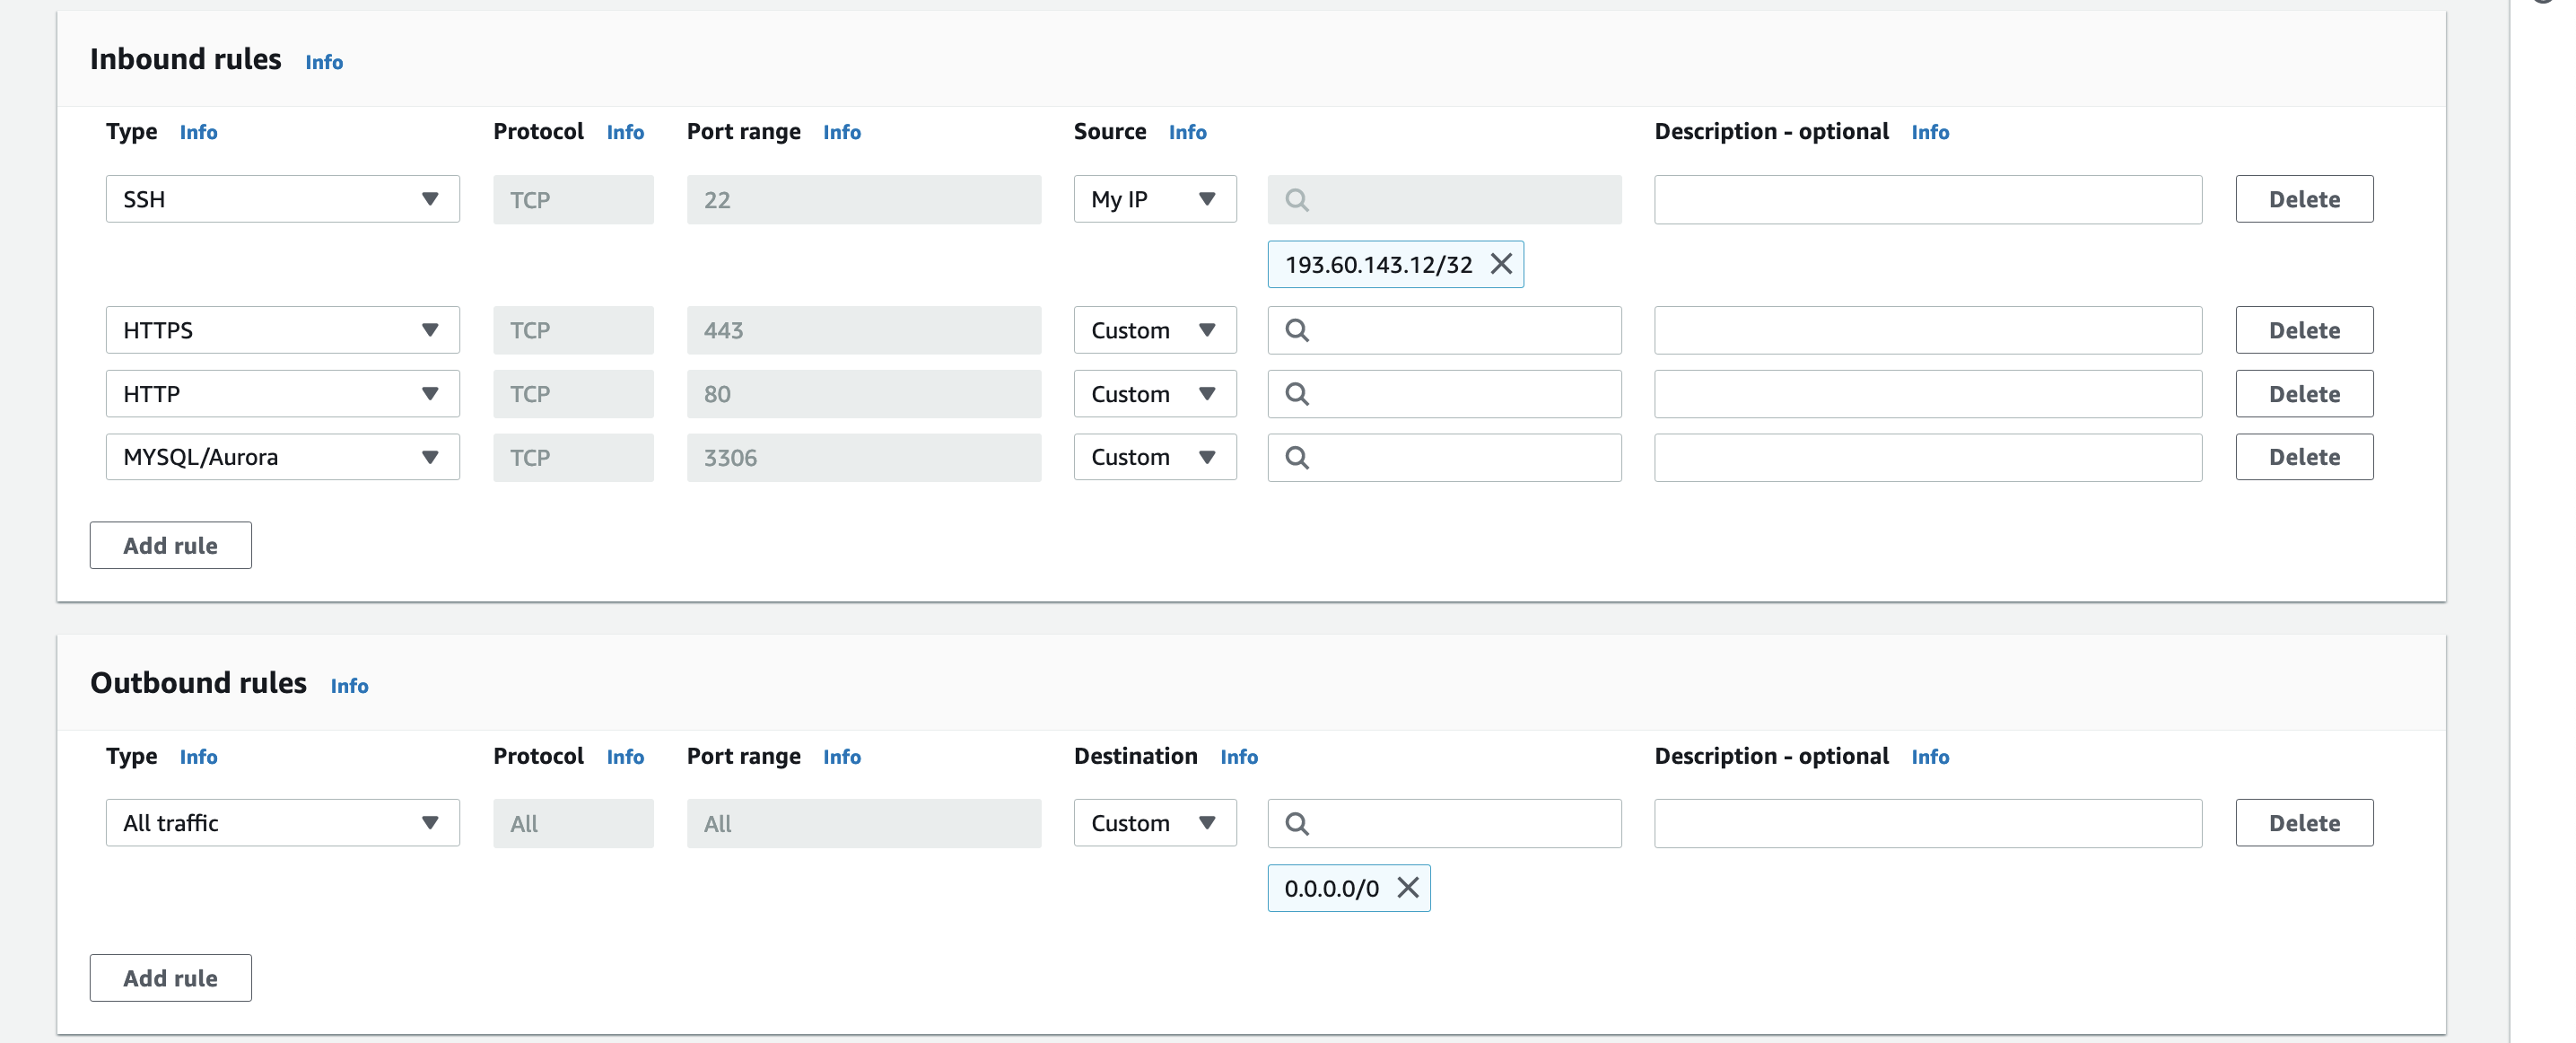 Inbound rules Info
Type Info Protocol Info Port range Info Source Info Description - optional Info
SSH TCP 22 My IP Delete
193.60.143.12/32
HTTPS TCP 443 Custom Delete
HTTP TCP 80 Custom Delete
MYSQL/Aurora TCP 3306 Custom Delete
Add rule
Outbound rules Info
Type Info Protocol Info Port range Info Destination Info Description - optional Info
All traffic All All Custom Delete
0.0.0.0/0
Add rule